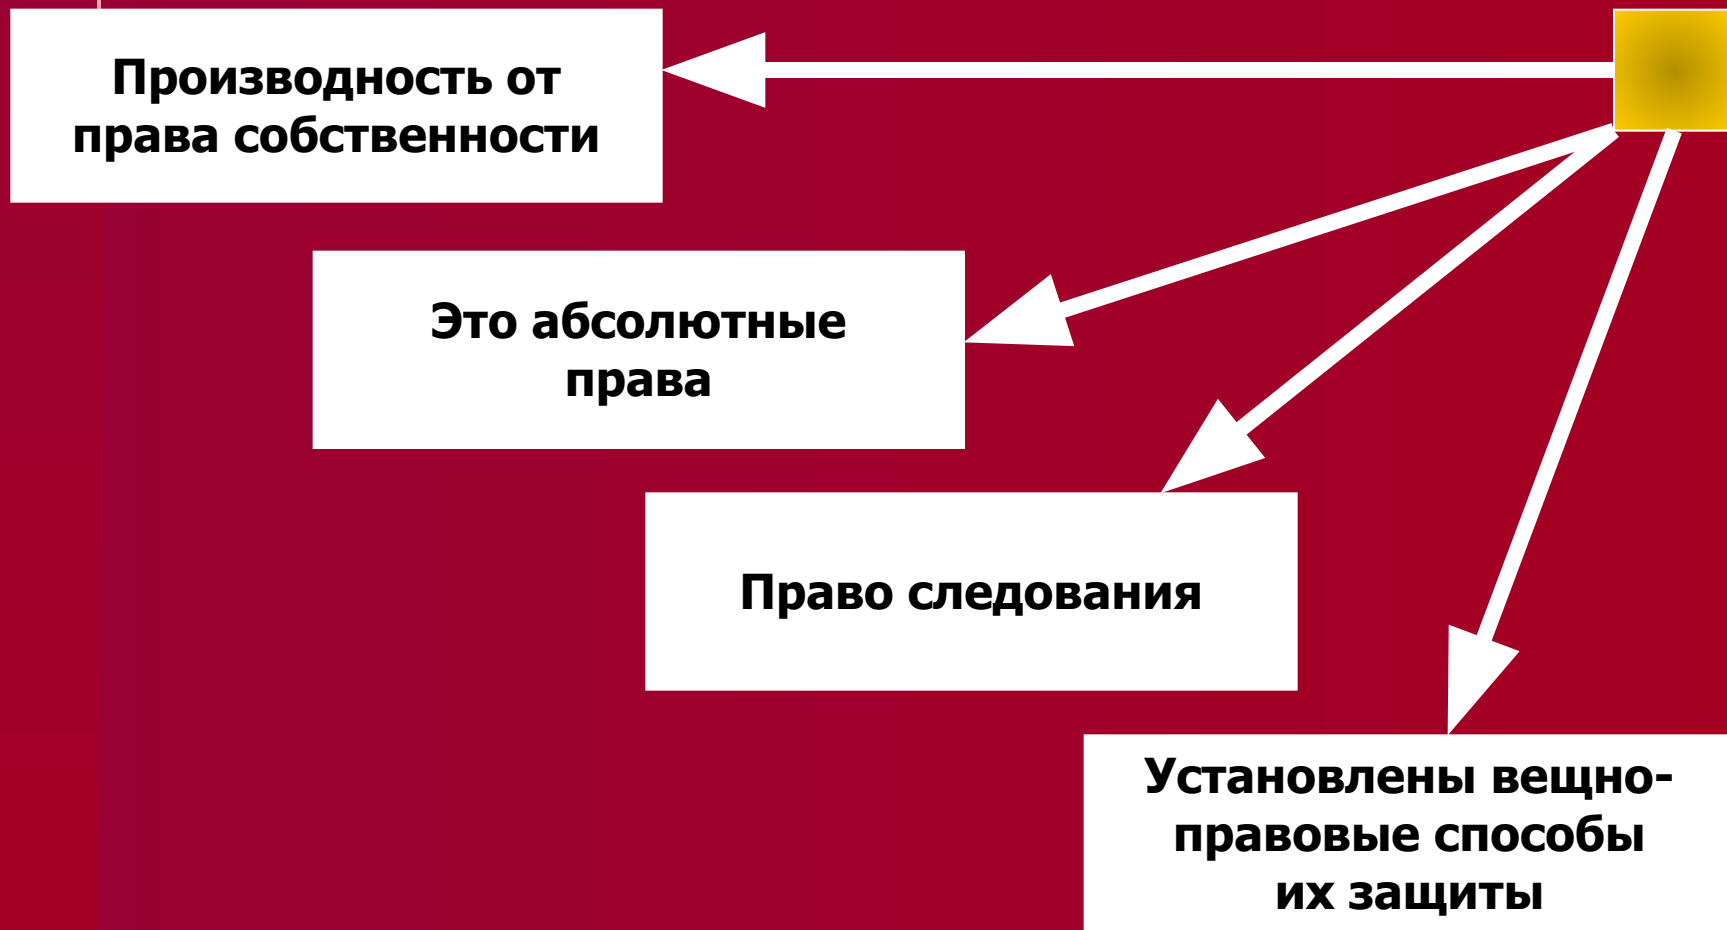 Производность от
права собственности
Это абсолютные
права
Право следования
Установлены вещно-
правовые способы
их защиты